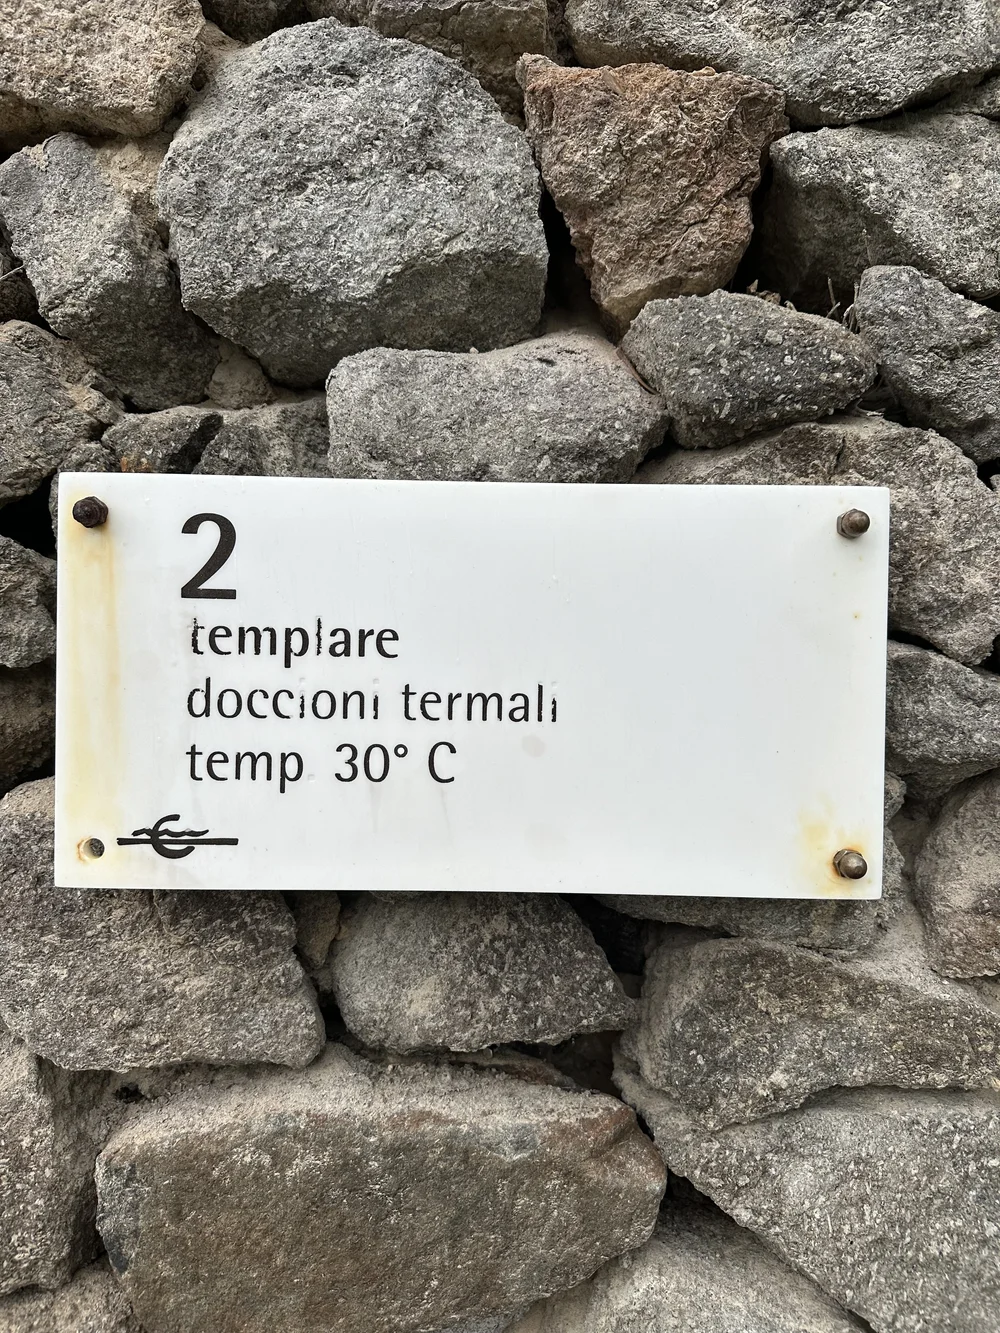 2
templare
doccioni termali
temp. 30° C